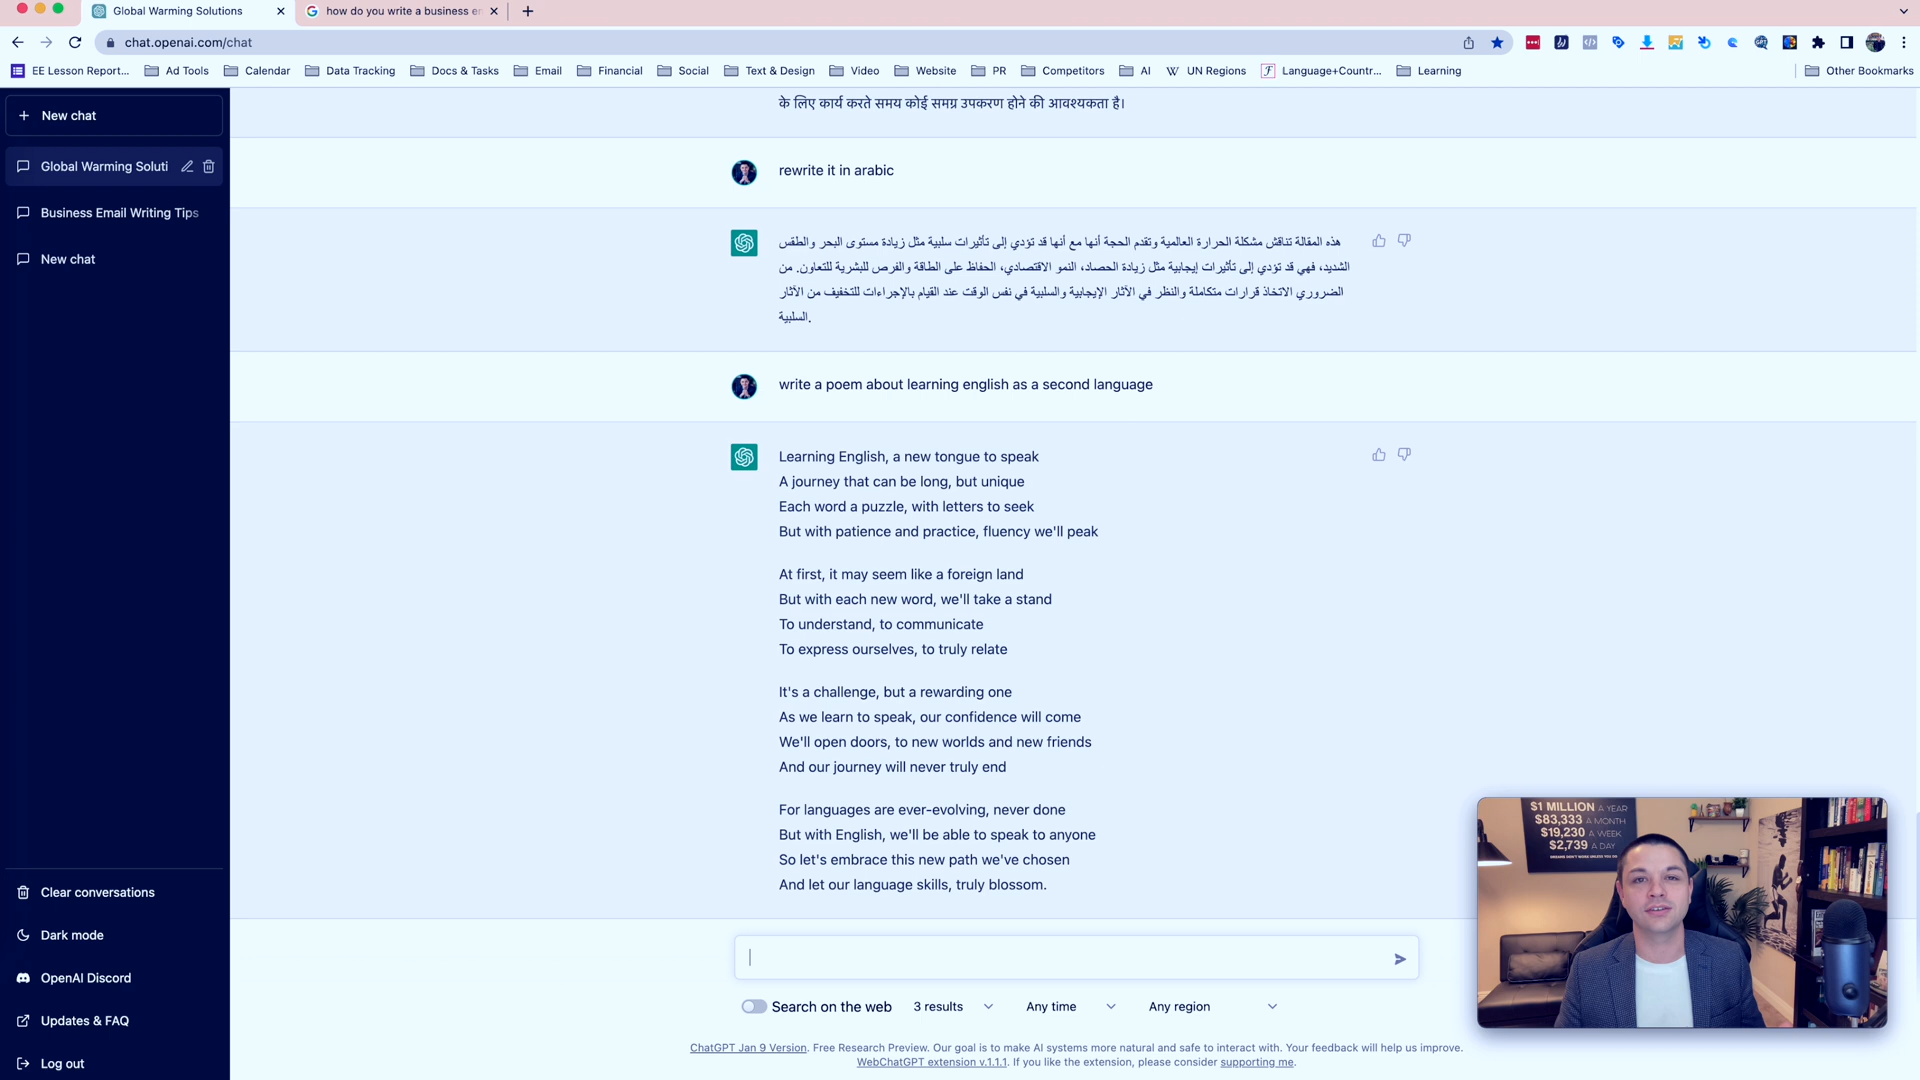 Global Warming Solutions
how do you write a business en
chat.openai.com/chat
EE Lesson Report...
Ad Tools
Calendar
Data Tracking
Docs & Tasks
Email
Financial
Social
Text & Design
Video
Website
PR
Competitors
AI
W UN Regions
Language+Countr...
Learning
Other Bookmarks
New chat
Global Warming Soluti
Business Email Writing Tips
New chat
के लिए कार्य करते समय कोई समग्र उपकरण होने की आवश्यकता है।
rewrite it in arabic
هذه المقالة تناقش مشكلة الحرارة العالمية وتقدم الحجة أنها مع أنها قد تؤدي إلى تأثيرات سلبية مثل زيادة مستوى البحر والطقس
الشديد، فهي قد تؤدي إلى تأثيرات إيجابية مثل زيادة الحصاد، النمو الاقتصادي، الحفاظ على الطاقة والفرص للبشرية للتعاون. من
الضروري الاتخاذ قرارات متكاملة والنظر في الآثار الإيجابية والسلبية في نفس الوقت عند القيام بالإجراءات للتخفيف من الآثار
السلبية.
write a poem about learning english as a second language
Learning English, a new tongue to speak
A journey that can be long, but unique
Each word a puzzle, with letters to seek
But with patience and practice, fluency we'll peak
At first, it may seem like a foreign land
But with each new word, we'll take a stand
To understand, to communicate
To express ourselves, to truly relate
It's a challenge, but a rewarding one
As we learn to speak, our confidence will come
We'll open doors, to new worlds and new friends
And our journey will never truly end
For languages are ever-evolving, never done
But with English, we'll be able to speak to anyone
So let's embrace this new path we've chosen
And let our language skills, truly blossom.
Clear conversations
Dark mode
OpenAI Discord
Updates & FAQ
Log out
Search on the web
3 results
Any time
Any region
ChatGPT Jan 9 Version. Free Research Preview. Our goal is to make AI systems more natural and safe to interact with. Your feedback will help us improve.
WebChatGPT extension v.1.1.1. If you like the extension, please consider supporting me.
$1 MILLION A YEAR
$83,333 A MONTH
$19,230 A WEEK
$2,739 A DAY
DREAMS DON'T WORK UNLESS YOU DO